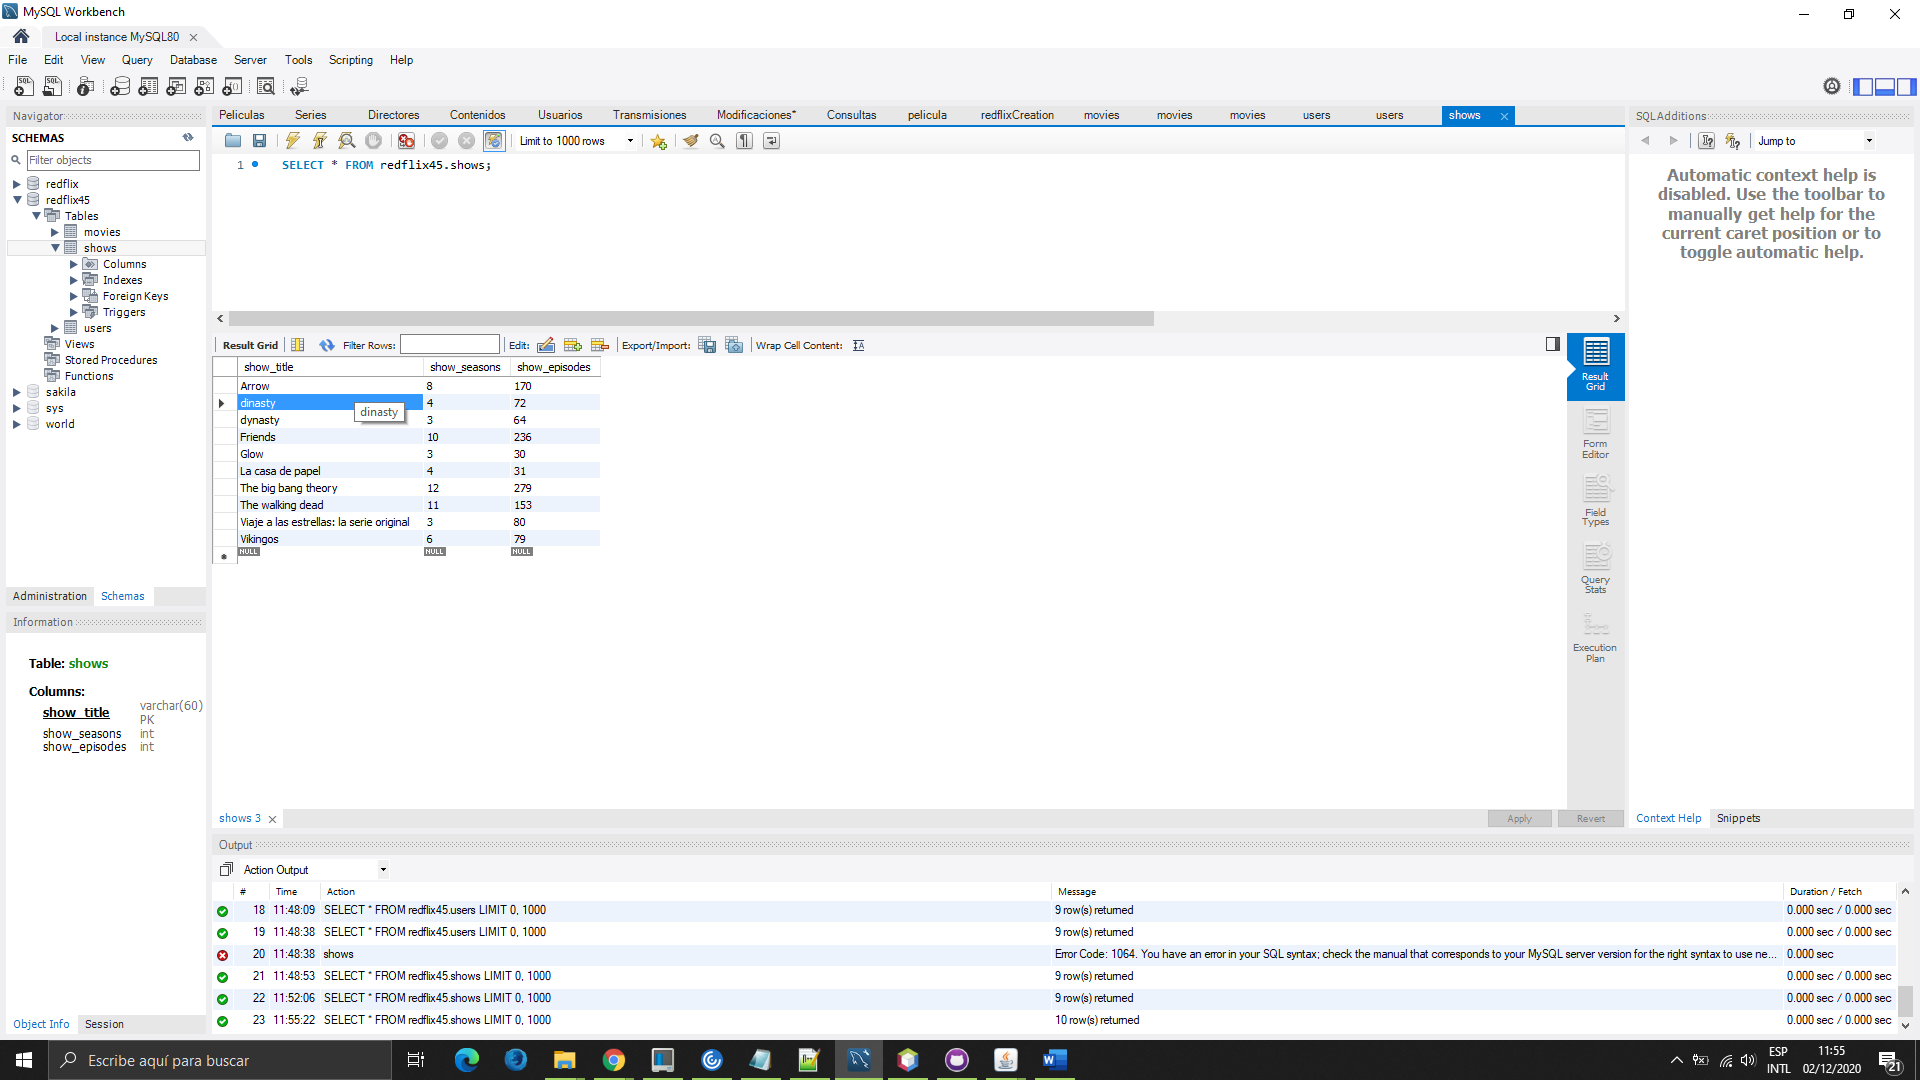 MySQL Workbench
Local instance MySQL80
File Edit View Query Database Server Tools Scripting Help
Navigator
SCHEMAS
Filter objects
redflix
redflix45
Tables
movies
shows
Columns
Indexes
Foreign Keys
Triggers
users
Views
Stored Procedures
Functions
sakila
sys
world
Administration Schemas
Information
Table: shows
Columns:
show_title varchar(60) PK
show_seasons int
show_episodes int
Object Info Session
Peliculas Series Directores Contenidos Usuarios Transmisiones Modificaciones* Consultas pelicula redflixCreation movies movies movies users users shows
Limit to 1000 rows
1 SELECT * FROM redflix45.shows;
Result Grid Filter Rows: Edit: Export/Import: Wrap Cell Content:
show_title show_seasons show_episodes
Arrow 8 170
dinasty 4 72
dinasty
dynasty 3 64
Friends 10 236
Glow 3 30
La casa de papel 4 31
The big bang theory 12 279
The walking dead 11 153
Viaje a las estrellas: la serie original 3 80
Vikingos 6 79
NULL NULL NULL
Result Grid
Form Editor
Field Types
Query Stats
Execution Plan
shows 3
Apply Revert
SQLAdditions
Jump to
Automatic context help is
disabled. Use the toolbar to
manually get help for the
current caret position or to
toggle automatic help.
Context Help Snippets
Output
Action Output
# Time Action Message Duration / Fetch
18 11:48:09 SELECT * FROM redflix45.users LIMIT 0, 1000 9 row(s) returned 0.000 sec / 0.000 sec
19 11:48:38 SELECT * FROM redflix45.users LIMIT 0, 1000 9 row(s) returned 0.000 sec / 0.000 sec
20 11:48:38 shows Error Code: 1064. You have an error in your SQL syntax; check the manual that corresponds to your MySQL server version for the right syntax to use ne... 0.000 sec
21 11:48:53 SELECT * FROM redflix45.shows LIMIT 0, 1000 9 row(s) returned 0.000 sec / 0.000 sec
22 11:52:06 SELECT * FROM redflix45.shows LIMIT 0, 1000 9 row(s) returned 0.000 sec / 0.000 sec
23 11:55:22 SELECT * FROM redflix45.shows LIMIT 0, 1000 10 row(s) returned 0.000 sec / 0.000 sec
Escribe aquí para buscar
ESP
INTL
11:55
02/12/2020
21